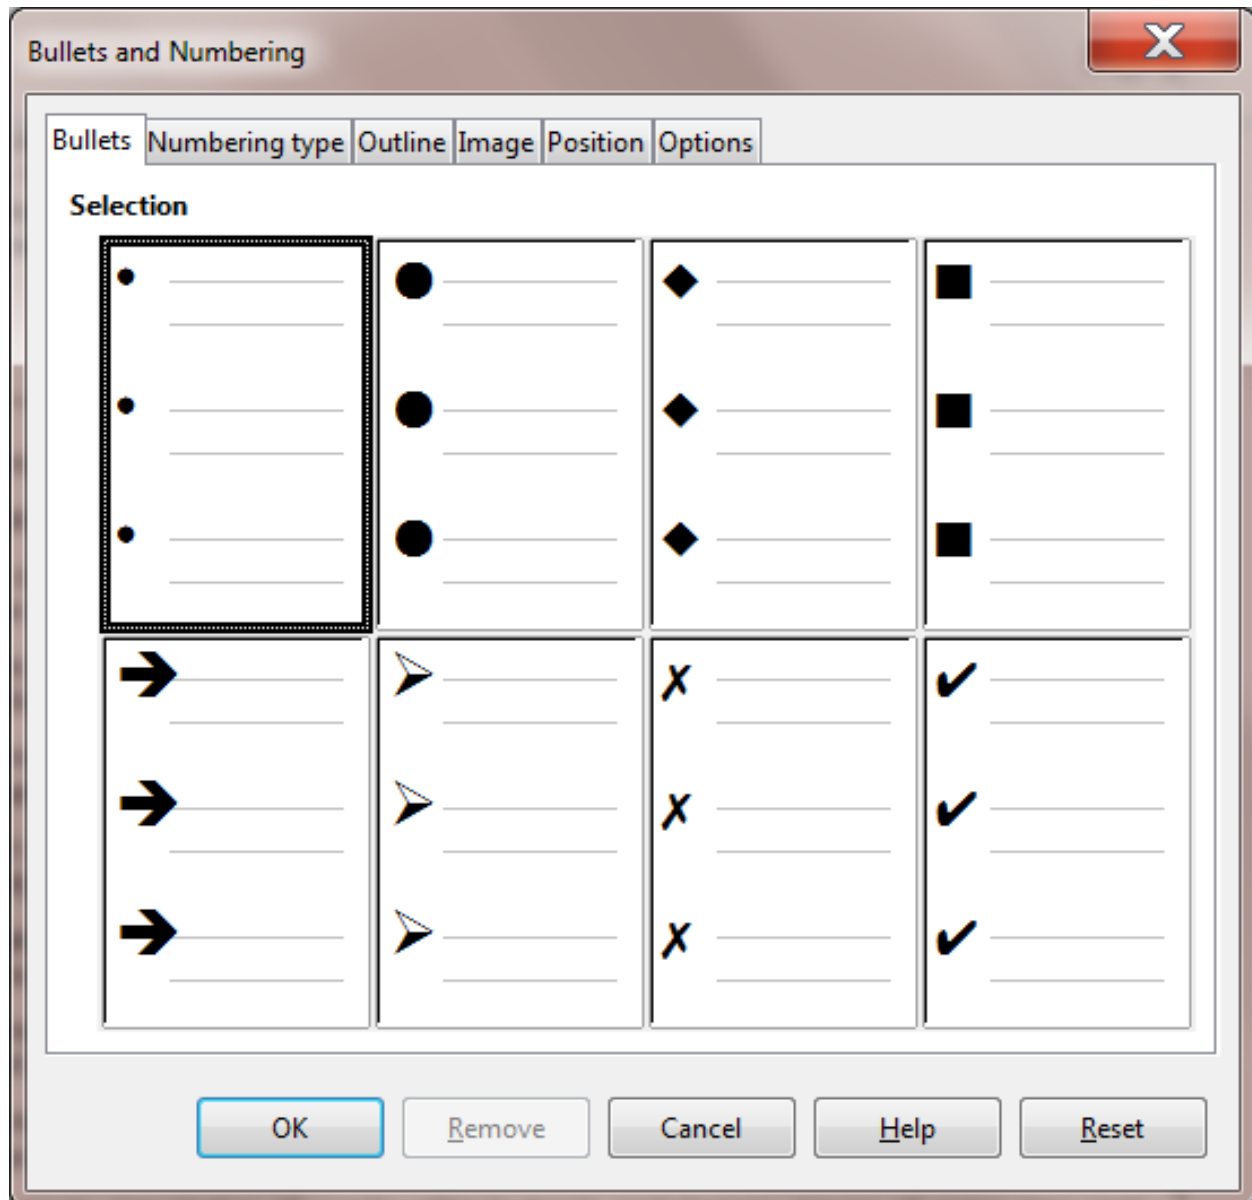 Bullets and Numbering
Bullets Numbering type Outline Image Position Options
Selection
OK Remove Cancel Help Reset